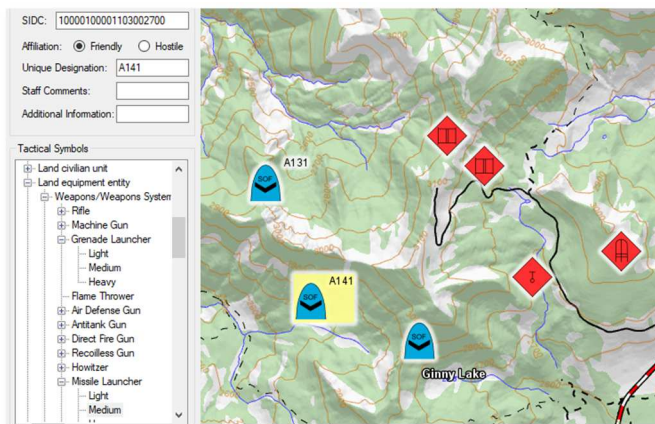 SIDC: 10000100001103002700
Affiliation: Friendly Hostile
Unique Designation: A141
Staff Comments:
Additional Information:
Tactical Symbols
Land civilian unit
Land equipment entity
Weapons/Weapons System
Rifle
Machine Gun
Grenade Launcher
Light
Medium
Heavy
Flame Thrower
Air Defense Gun
Antitank Gun
Direct Fire Gun
Recoilless Gun
Howitzer
Missile Launcher
Light
Medium
A131
SOF
A141
SOF
SOF
Ginny Lake